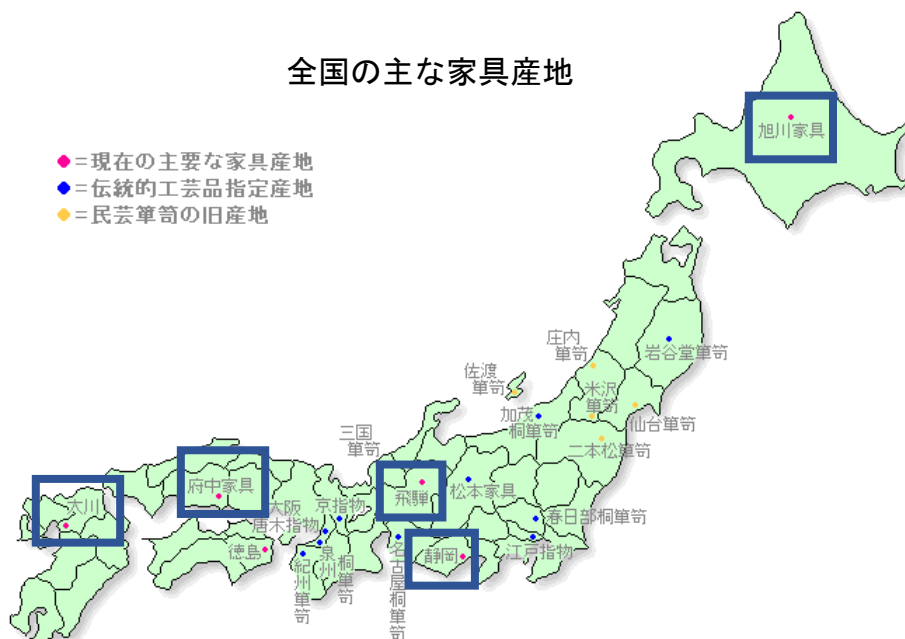 全国の主な家具産地
旭川家具
◆=現在の主要な家具産地
◆=伝統的工芸品指定産地
◆=民芸箪笥の旧産地
庄内
箪笥
岩谷堂箪笥
佐渡
箪笥
米沢
箪笥
加茂
桐箪笥
仙台箪笥
三国
箪笥
二本松箪笥
府中家具
飛騨
松本家具
大川
大阪
唐木指物
京指物
春日部桐箪笥
徳島
静岡
江戸指物
紀州箪笥
泉州
桐箪笥
名古屋桐箪笥